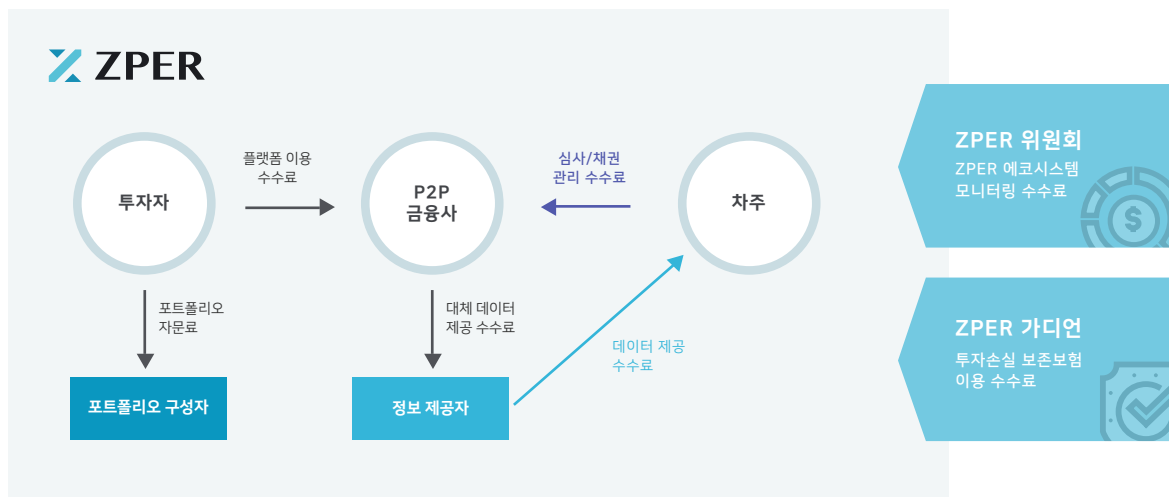 ZPER
플랫폼 이용
수수료
심사/채권
관리 수수료
투자자
P2P
금융사
차주
포트폴리오
자문료
대체 데이터
제공 수수료
데이터 제공
수수료
포트폴리오 구성자
정보 제공자
ZPER 위원회
ZPER 에코시스템
모니터링 수수료
$
ZPER 가디언
투자손실 보존보험
이용 수수료